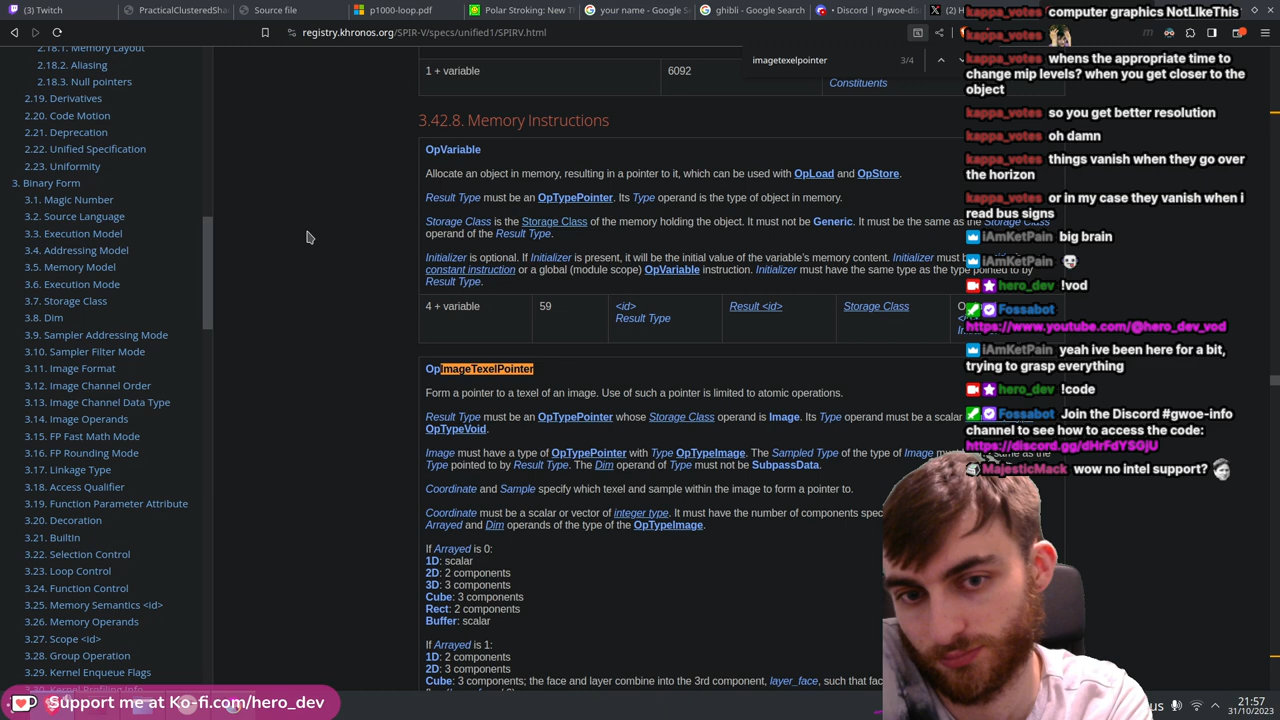 (3) Twitch
PracticalClusteredSha
Source file
p1000-loop.pdf
Polar Stroking: New Th
your name - Google S
ghibli - Google Search
• Discord | #gwoe-dis
registry.khronos.org/SPIR-V/specs/unified1/SPIRV.html
imagetexelpointer
3/4
2.18.1. Memory Layout
2.18.2. Aliasing
2.18.3. Null pointers
2.19. Derivatives
2.20. Code Motion
2.21. Deprecation
2.22. Unified Specification
2.23. Uniformity
3. Binary Form
3.1. Magic Number
3.2. Source Language
3.3. Execution Model
3.4. Addressing Model
3.5. Memory Model
3.6. Execution Mode
3.7. Storage Class
3.8. Dim
3.9. Sampler Addressing Mode
3.10. Sampler Filter Mode
3.11. Image Format
3.12. Image Channel Order
3.13. Image Channel Data Type
3.14. Image Operands
3.15. FP Fast Math Mode
3.16. FP Rounding Mode
3.17. Linkage Type
3.18. Access Qualifier
3.19. Function Parameter Attribute
3.20. Decoration
3.21. BuiltIn
3.22. Selection Control
3.23. Loop Control
3.24. Function Control
3.25. Memory Semantics <id>
3.26. Memory Operands
3.27. Scope <id>
3.28. Group Operation
3.29. Kernel Enqueue Flags
3.30. Kernel Profiling Info
1 + variable
6092
Constituents
3.42.8. Memory Instructions
OpVariable
Allocate an object in memory, resulting in a pointer to it, which can be used with OpLoad and OpStore.
Result Type must be an OpTypePointer. Its Type operand is the type of object in memory.
Storage Class is the Storage Class of the memory holding the object. It must not be Generic. It must be the same as the Storage Class
operand of the Result Type.
Initializer is optional. If Initializer is present, it will be the initial value of the variable's memory content. Initializer must b
constant instruction or a global (module scope) OpVariable instruction. Initializer must have the same type as the type pointed to by
Result Type.
4 + variable
59
<id>
Result Type
Result <id>
Storage Class
OpImageTexelPointer
Form a pointer to a texel of an image. Use of such a pointer is limited to atomic operations.
Result Type must be an OpTypePointer whose Storage Class operand is Image. Its Type operand must be a scalar
OpTypeVoid.
Image must have a type of OpTypePointer with Type OpTypeImage. The Sampled Type of the type of Image must be the same as the
Type pointed to by Result Type. The Dim operand of Type must not be SubpassData.
Coordinate and Sample specify which texel and sample within the image to form a pointer to.
Coordinate must be a scalar or vector of integer type. It must have the number of components spec
Arrayed and Dim operands of the type of the OpTypeImage.
If Arrayed is 0:
1D: scalar
2D: 2 components
3D: 3 components
Cube: 3 components
Rect: 2 components
Buffer: scalar
If Arrayed is 1:
1D: 2 components
2D: 3 components
Cube: 3 components; the face and layer combine into the 3rd component, layer_face, such that fac
kappa_votes computer graphics NotLIkeThis
kappa_votes
kappa_votes whens the appropriate time to
change mip levels? when you get closer to the
object
kappa_votes so you get better resolution
kappa_votes oh damn
kappa_votes things vanish when they go over
the horizon
kappa_votes or in my case they vanish when i
read bus signs
iAmKetPain big brain
iAmKetPain
hero_dev !vod
Fossabot
https://www.youtube.com/@hero_dev_vod
iAmKetPain yeah ive been here for a bit,
trying to grasp everything
hero_dev !code
Fossabot Join the Discord #gwoe-info
channel to see how to access the code:
https://discord.gg/dHrFdYSGjU
MajesticMack wow no intel support?
Support me at Ko-fi.com/hero_dev
us
21:57
31/10/2023